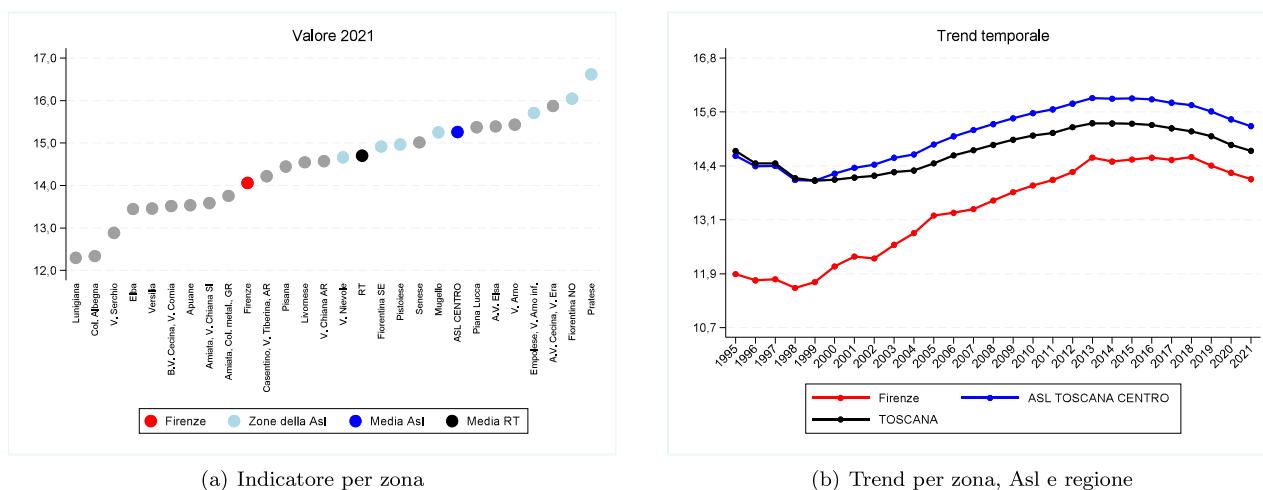 Valore 2021
17,0
16,0
15,0
14,0
13,0
12,0
Lunigiana
Col. Albegna
V. Serchio
Elba
Versilia
B.V. Cecina, V. Cornia
Apuane
Amiata, V. Chiana SI
Amiata, Col. metal., GR
Firenze
Casentino, V. Tiberina, AR
Pisana
Livornese
V. Chiana AR
V. Nievole
RT
Fiorentina SE
Pistoiese
Senese
Mugello
ASL CENTRO
Piana Lucca
A.V. Elsa
V. Arno
Empolese, V. Arno Inf.
A.V. Cecina, V. Era
Fiorentina NO
Pratese
Firenze Zone della Asl Media Asl Media RT
(a) Indicatore per zona
Trend temporale
16,8
15,6
14,4
13,1
11,9
10,7
1995
1996
1997
1998
1999
2000
2001
2002
2003
2004
2005
2006
2007
2008
2009
2010
2011
2012
2013
2014
2015
2016
2017
2018
2019
2020
2021
Firenze ASL TOSCANA CENTRO
TOSCANA
(b) Trend per zona, Asl e regione